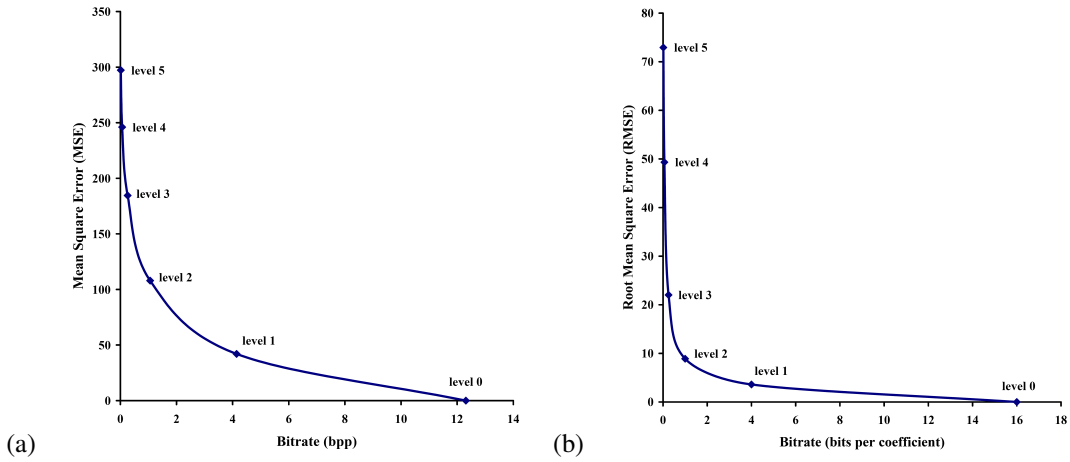 350
300
250
200
150
100
50
0
Mean Square Error (MSE)
level 5
level 4
level 3
level 2
level 1
level 0
0 2 4 6 8 10 12 14
Bitrate (bpp)
(a)
80
70
60
50
40
30
20
10
0
Root Mean Square Error (RMSE)
level 5
level 4
level 3
level 2
level 1
level 0
0 2 4 6 8 10 12 14 16 18
Bitrate (bits per coefficient)
(b)